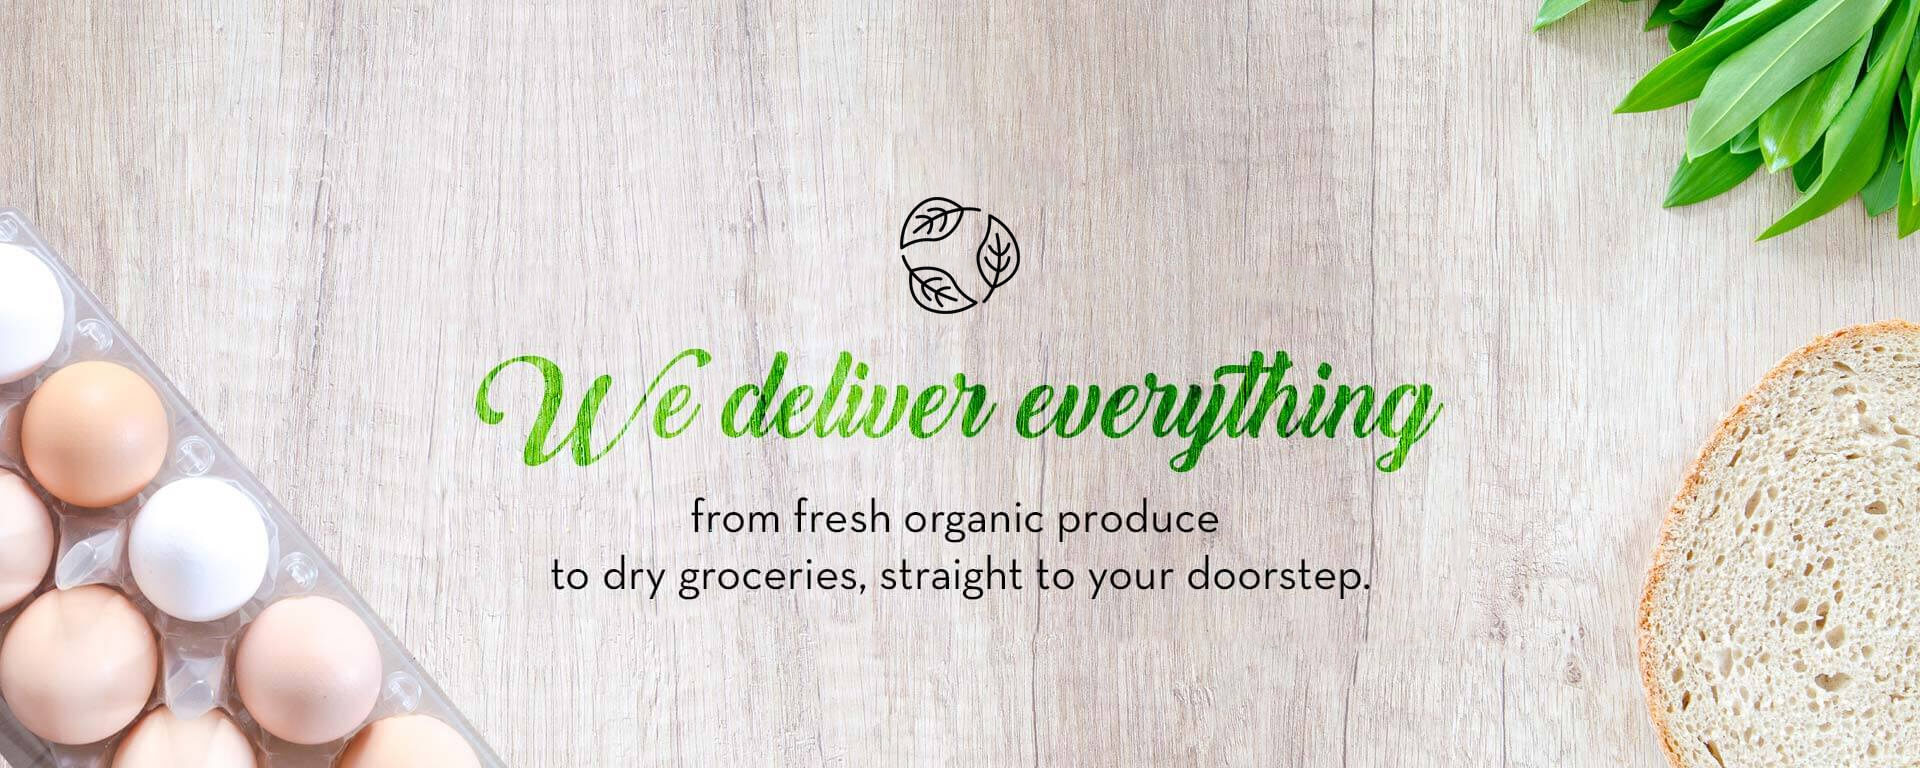 We deliver everything
from fresh organic produce
to dry groceries, straight to your doorstep.